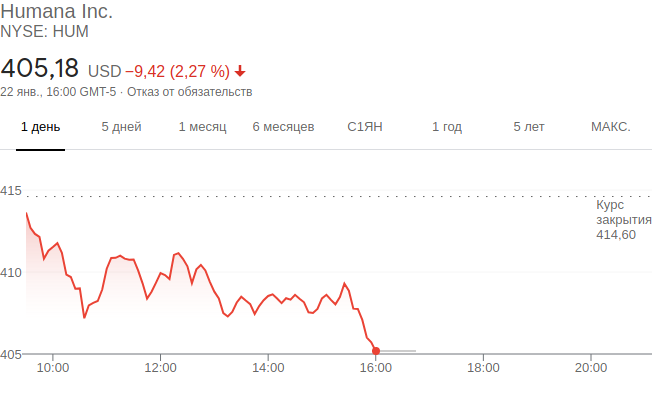 Humana Inc.
NYSE: HUM
405,18 USD −9,42 (2,27 %)
22 янв., 16:00 GMT-5 · Отказ от обязательств
1 день 5 дней 1 месяц 6 месяцев С1ЯН 1 год 5 лет МАКС.
415
Курс
закрытия
414,60
410
405
10:00 12:00 14:00 16:00 18:00 20:00